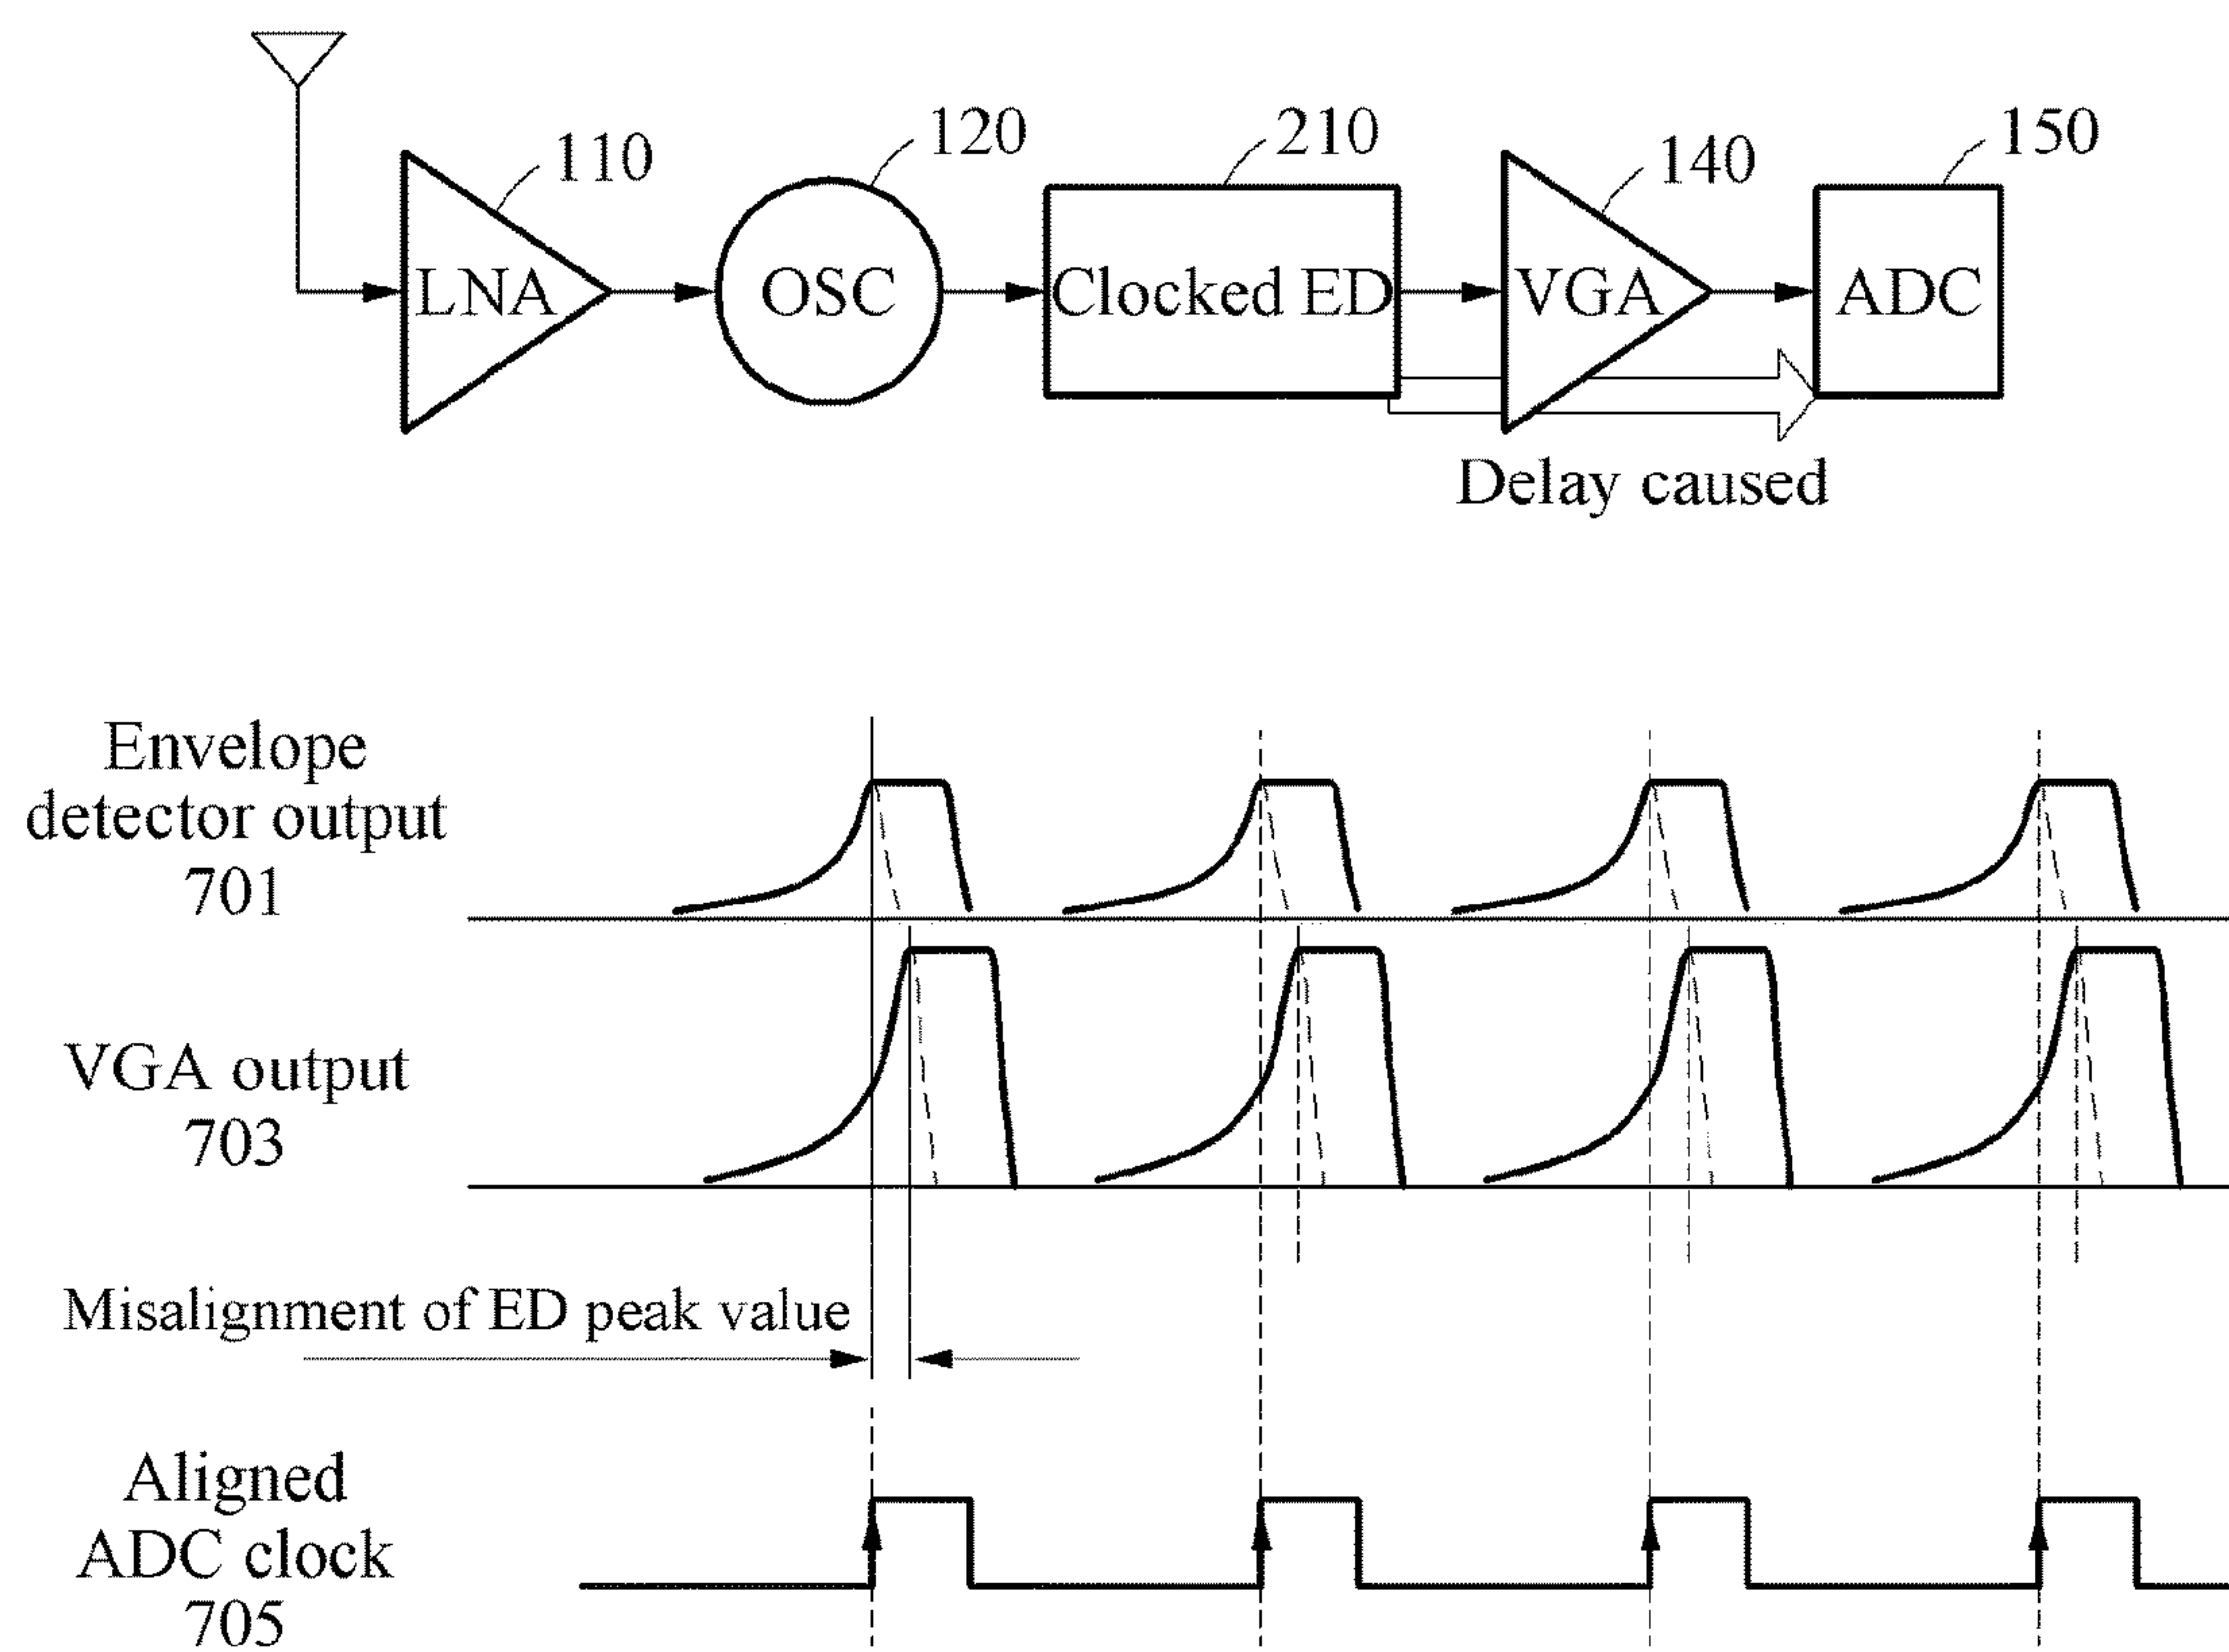 110
120
210
140
150
LNA
OSC
Clocked ED
VGA
ADC
Delay caused
Envelope
detector output
701
VGA output
703
Misalignment of ED peak value
Aligned
ADC clock
705